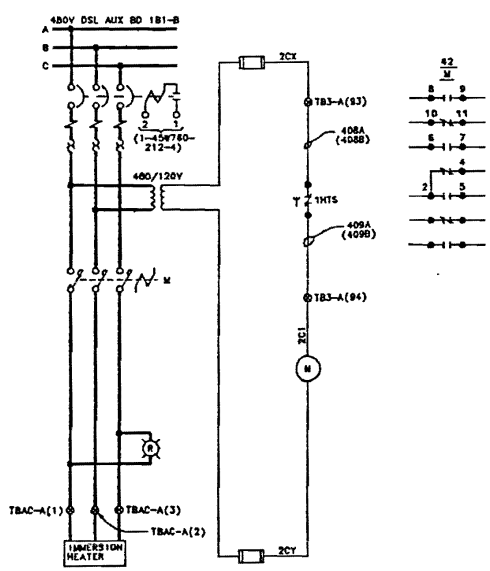 480V DSL AUX BD 1B1-B
A
B
C
2 1
(1-45W760-
212-4)
480/120V
M
R
TBAC-A(1)
TBAC-A(3)
TBAC-A(2)
IMMERSION
HEATER
2CX
TB3-A(93)
408A
(408B)
1HTS
409A
(409B)
TB3-A(94)
2C1
M
2CY
42
M
8 9
10 11
6 7
4
2 5